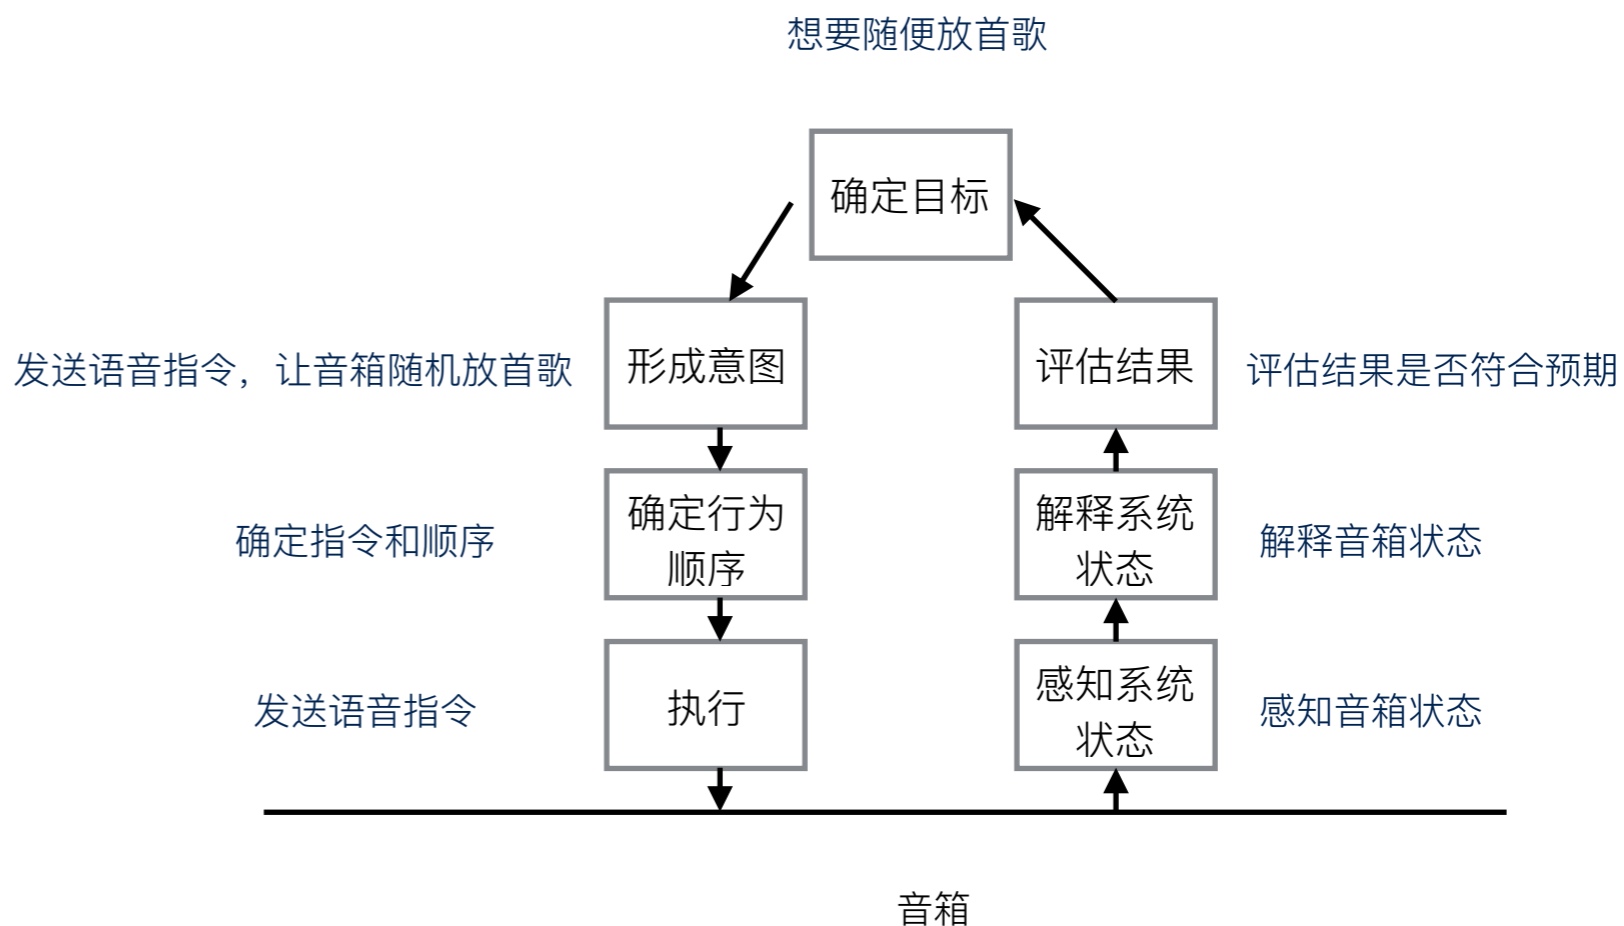 想要随便放首歌
确定目标
发送语音指令，让音箱随机放首歌
形成意图
评估结果
评估结果是否符合预期
确定指令和顺序
确定行为
顺序
解释系统
状态
解释音箱状态
发送语音指令
执行
感知系统
状态
感知音箱状态
音箱